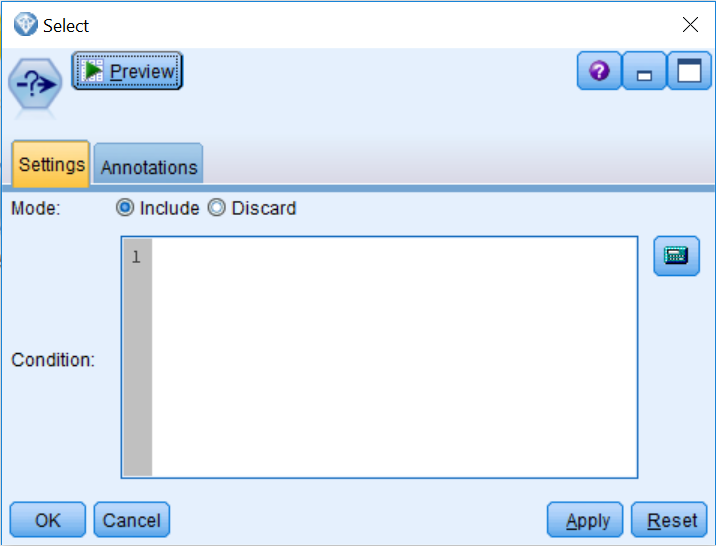 Select
Preview
Settings Annotations
Mode: Include Discard
1
Condition:
OK Cancel Apply Reset